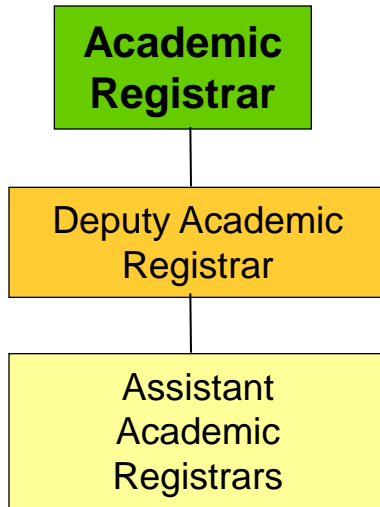 Academic
Registrar
Deputy Academic
Registrar
Assistant
Academic
Registrars